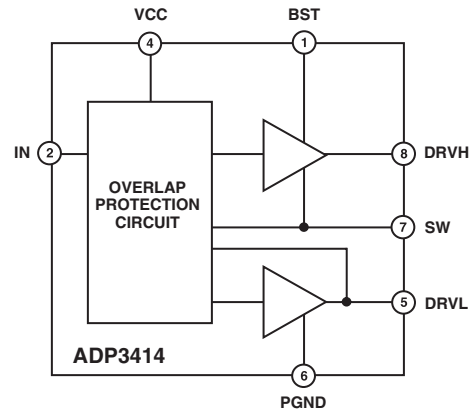 VCC
BST
4
1
IN
2
8
DRVH
OVERLAP
PROTECTION
CIRCUIT
7
SW
5
DRVL
ADP3414
6
PGND